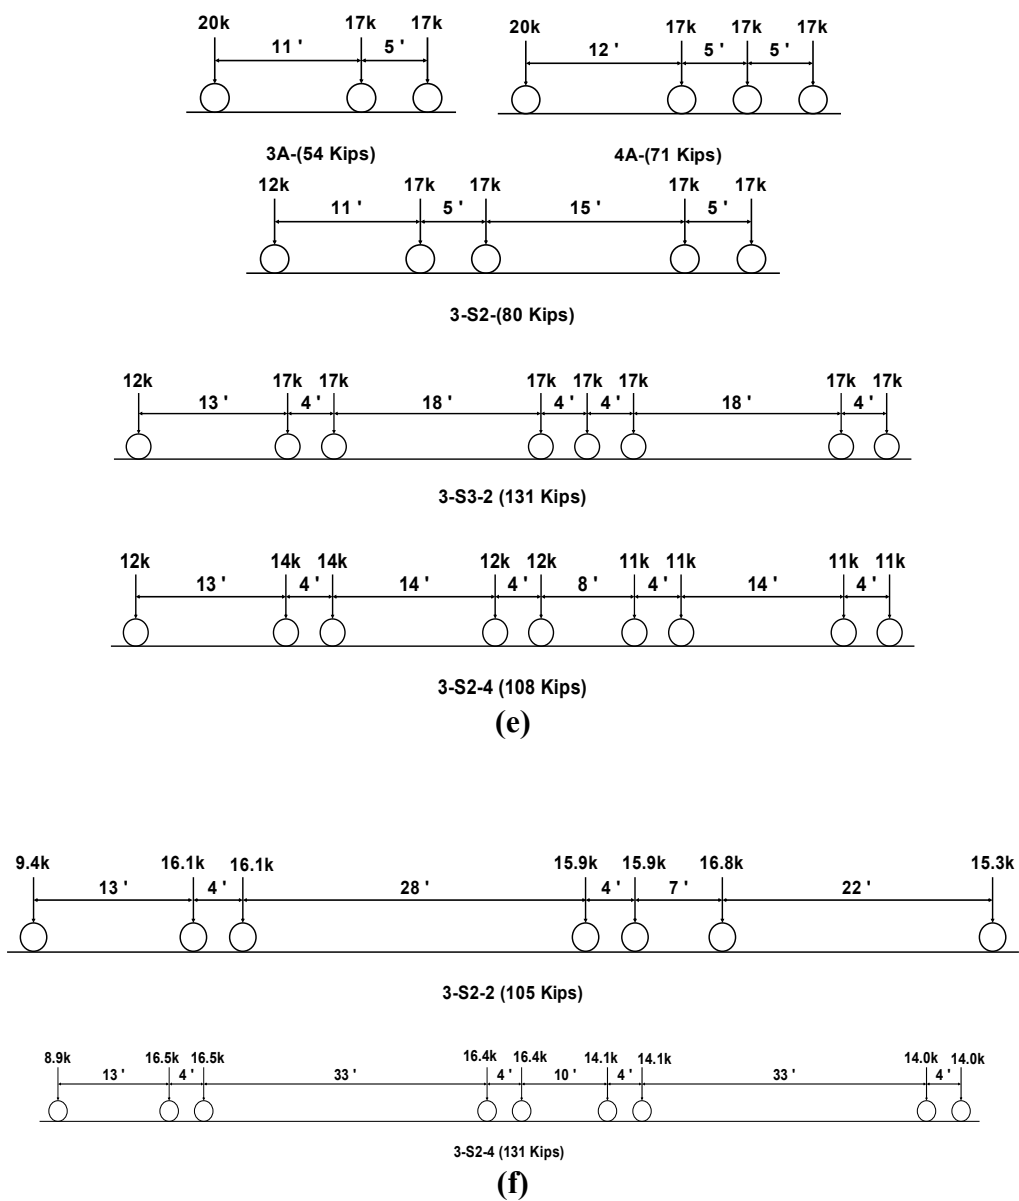 20k 17k 17k 20k 17k 17k 17k
11 ' 5 ' 12 ' 5 ' 5 '
3A-(54 Kips) 4A-(71 Kips)
12k 17k 17k 17k 17k
11 ' 5 ' 15 ' 5 '
3-S2-(80 Kips)
12k 17k 17k 17k 17k 17k 17k 17k
13 ' 4 ' 18 ' 4 ' 4 ' 18 ' 4 '
3-S3-2 (131 Kips)
12k 14k 14k 12k 12k 11k 11k 11k 11k
13 ' 4 ' 14 ' 4 ' 8 ' 4 ' 14 ' 4 '
3-S2-4 (108 Kips)
(e)
9.4k 16.1k 16.1k 15.9k 15.9k 16.8k 15.3k
13 ' 4 ' 28 ' 4 ' 7 ' 22 '
3-S2-2 (105 Kips)
8.9k 16.5k 16.5k 16.4k 16.4k 14.1k 14.1k 14.0k 14.0k
13 ' 4 ' 33 ' 4 ' 10 ' 4 ' 33 ' 4 '
3-S2-4 (131 Kips)
(f)